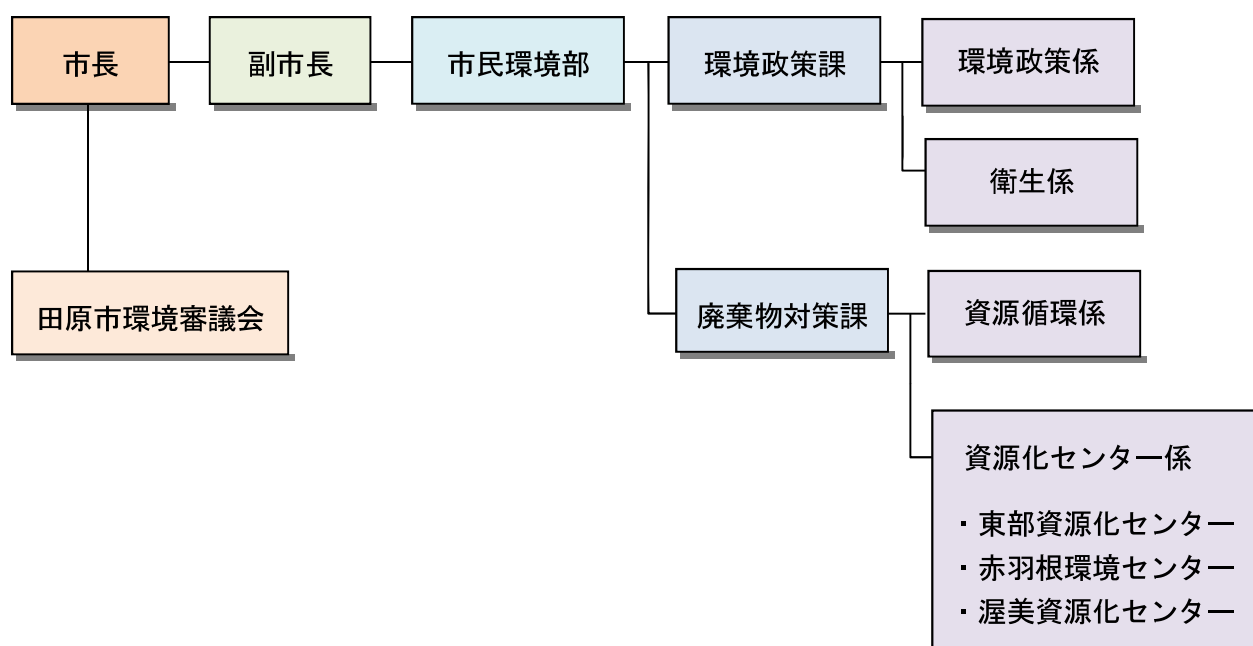 市長
副市長
市民環境部
環境政策課
環境政策係
衛生係
田原市環境審議会
廃棄物対策課
資源循環係
資源化センター係
・東部資源化センター
・赤羽根環境センター
・渥美資源化センター